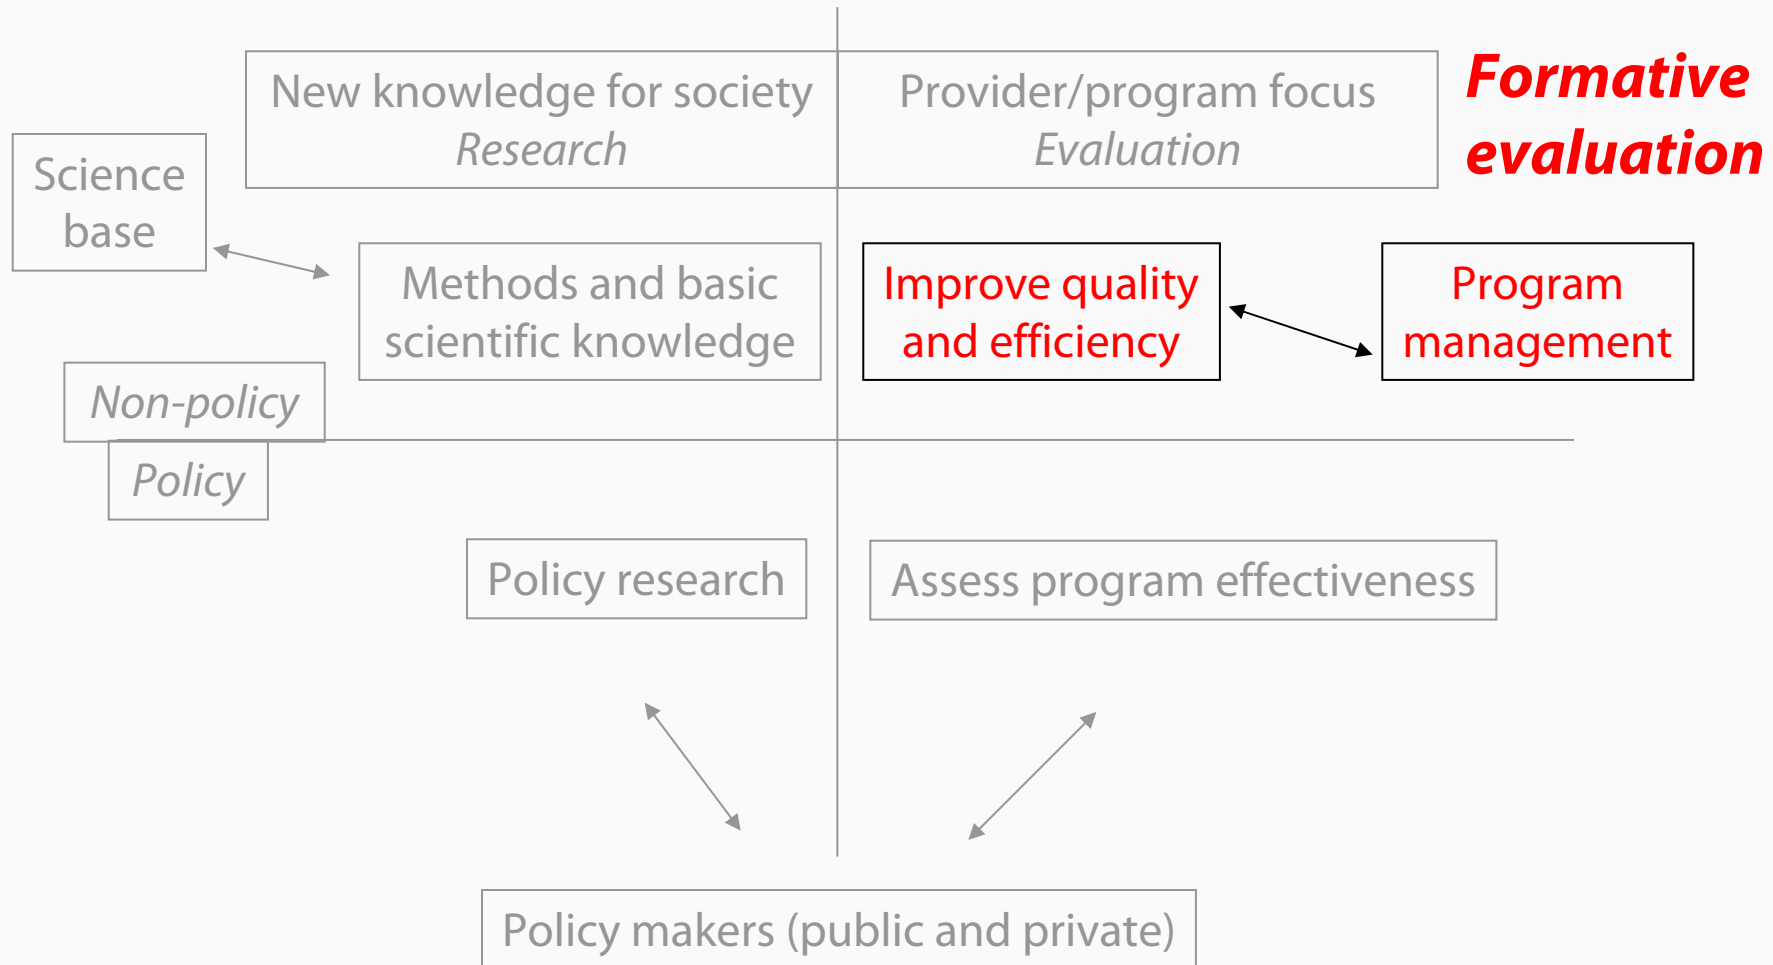 New knowledge for society
Research
Provider/program focus
Evaluation
Formative
evaluation
Science
base
Methods and basic
scientific knowledge
Improve quality
and efficiency
Program
management
Non-policy
Policy
Policy research
Assess program effectiveness
Policy makers (public and private)